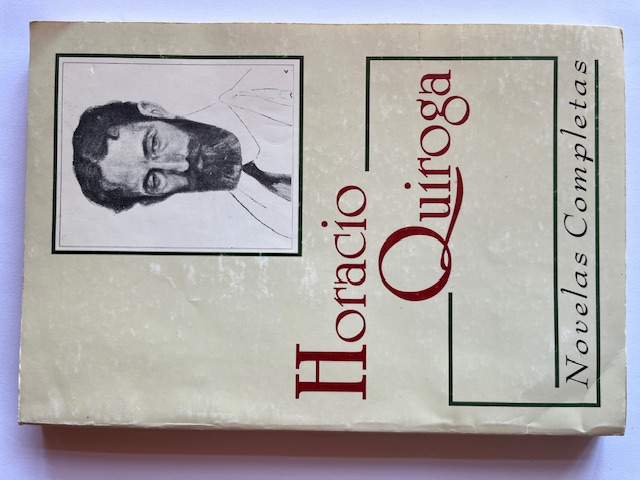 Horacio
Quiroga
Novelas Completas